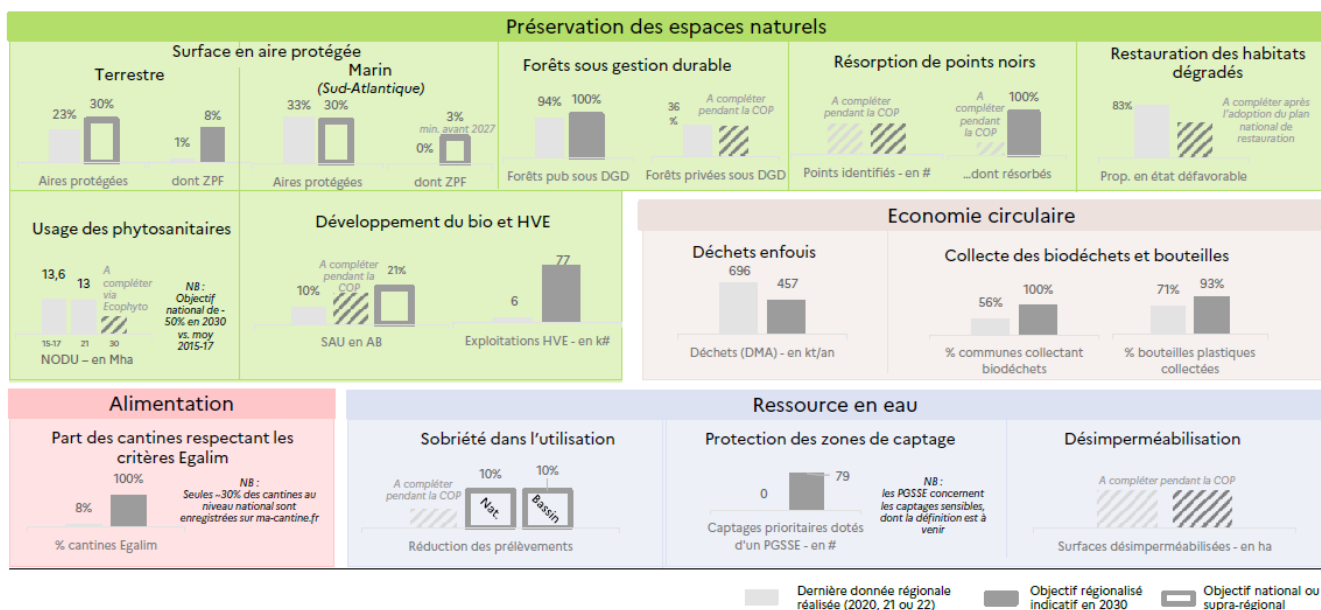 Préservation des espaces naturels
Surface en aire protégée
Terrestre
23%
30%
1%
8%
Aires protégées
dont ZPF
Marin
(Sud-Atlantique)
33%
30%
0%
3%
min. avant 2027
Aires protégées
dont ZPF
Forêts sous gestion durable
94%
100%
Forêts pub sous DGD
36
%
A compléter
pendant la COP
Forêts privées sous DGD
Résorption de points noirs
A compléter
pendant la COP
Points identifiés - en #
A
compléter
pendant
la COP
100%
...dont résorbés
Restauration des habitats
dégradés
83%
A compléter après
l'adoption du plan
national de
restauration
Prop. en état défavorable
Usage des phytosanitaires
13,6
13
A
compléter
via
Ecophyto
15-17
21
30
NODU – en Mha
NB :
Objectif
national de -
50% en 2030
vs. moy
2015-17
Développement du bio et HVE
10%
A compléter
pendant la
COP
21%
SAU en AB
6
77
Exploitations HVE - en k#
Economie circulaire
Déchets enfouis
696
457
Déchets (DMA) - en kt/an
Collecte des biodéchets et bouteilles
56%
100%
% communes collectant
biodéchets
71%
93%
% bouteilles plastiques
collectées
Alimentation
Part des cantines respectant les
critères Egalim
8%
100%
% cantines Egalim
NB :
Seules ~30% des cantines au
niveau national sont
enregistrées sur ma-cantine.fr
Ressource en eau
Sobriété dans l'utilisation
A compléter
pendant la COP
10%
Nat.
10%
Bassin
Réduction des prélèvements
Protection des zones de captage
0
79
Captages prioritaires dotés
d'un PGSSE - en #
NB :
les PGSSE concernent
les captages sensibles,
dont la définition est à
venir
Désimperméabilisation
A compléter pendant la COP
Surfaces désimperméabilisées - en ha
Dernière donnée régionale
réalisée (2020, 21 ou 22)
Objectif régionalisé
indicatif en 2030
Objectif national ou
supra-régional